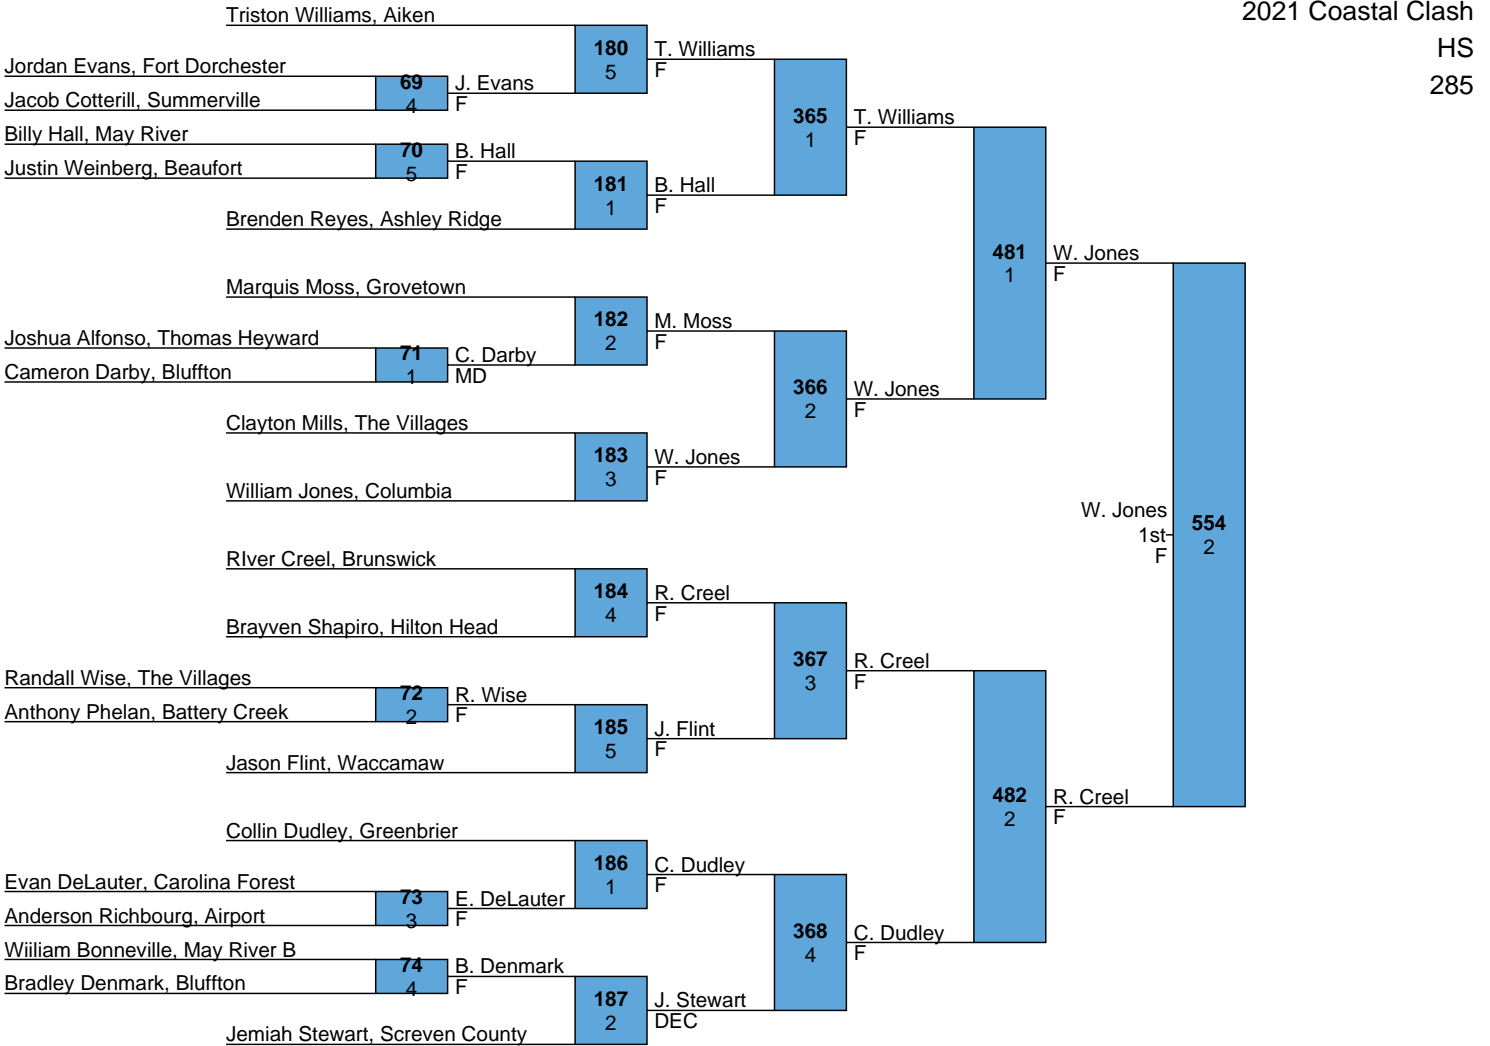 2021 Coastal Clash
HS
285
Triston Williams, Aiken
180
5
T. Williams
F
Jordan Evans, Fort Dorchester
Jacob Cotterill, Summerville
69
4
J. Evans
F
365
1
T. Williams
F
Billy Hall, May River
Justin Weinberg, Beaufort
70
5
B. Hall
F
181
1
B. Hall
F
Brenden Reyes, Ashley Ridge
481
1
W. Jones
F
Marquis Moss, Grovetown
182
2
M. Moss
F
Joshua Alfonso, Thomas Heyward
Cameron Darby, Bluffton
71
1
C. Darby
MD
366
2
W. Jones
F
Clayton Mills, The Villages
183
3
W. Jones
F
William Jones, Columbia
W. Jones
1st
F
554
2
RIver Creel, Brunswick
184
4
R. Creel
F
Brayven Shapiro, Hilton Head
367
3
R. Creel
F
Randall Wise, The Villages
Anthony Phelan, Battery Creek
72
2
R. Wise
F
185
5
J. Flint
F
Jason Flint, Waccamaw
482
2
R. Creel
F
Collin Dudley, Greenbrier
186
1
C. Dudley
F
Evan DeLauter, Carolina Forest
Anderson Richbourg, Airport
73
3
E. DeLauter
F
368
4
C. Dudley
F
Wiiliam Bonneville, May River B
Bradley Denmark, Bluffton
74
4
B. Denmark
F
187
2
J. Stewart
DEC
Jemiah Stewart, Screven County